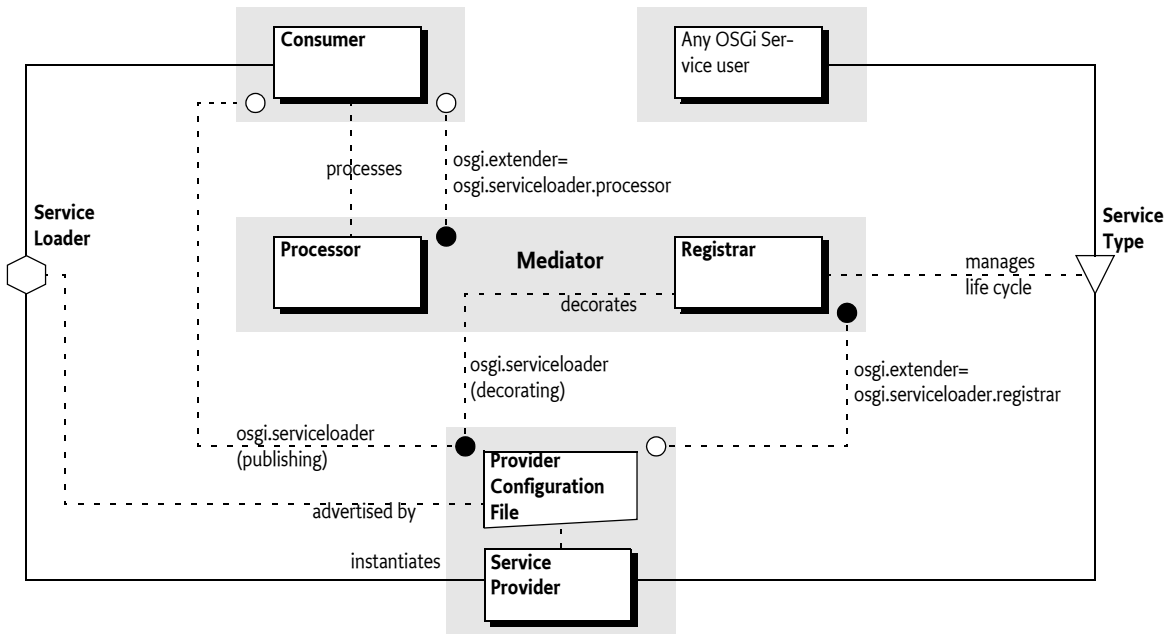 Consumer
Any OSGi Ser-
vice user
processes
osgi.extender=
osgi.serviceloader.processor
Service
Loader
Service
Type
Processor
Mediator
Registrar
manages
life cycle
decorates
osgi.serviceloader
(decorating)
osgi.extender=
osgi.serviceloader.registrar
osgi.serviceloader
(publishing)
Provider
Configuration
File
advertised by
instantiates
Service
Provider